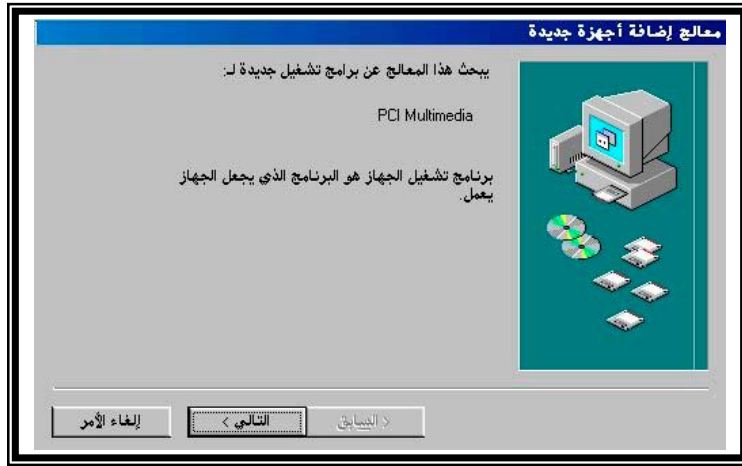 معالج إضافة أجهزة جديدة
يبحث هذا المعالج عن برامج تشغيل جديدة لـ:
PCI Multimedia
برنامج تشغيل الجهاز هو البرنامج الذي يجعل الجهاز
يعمل.
< السابق
التالي >
إلغاء الأمر